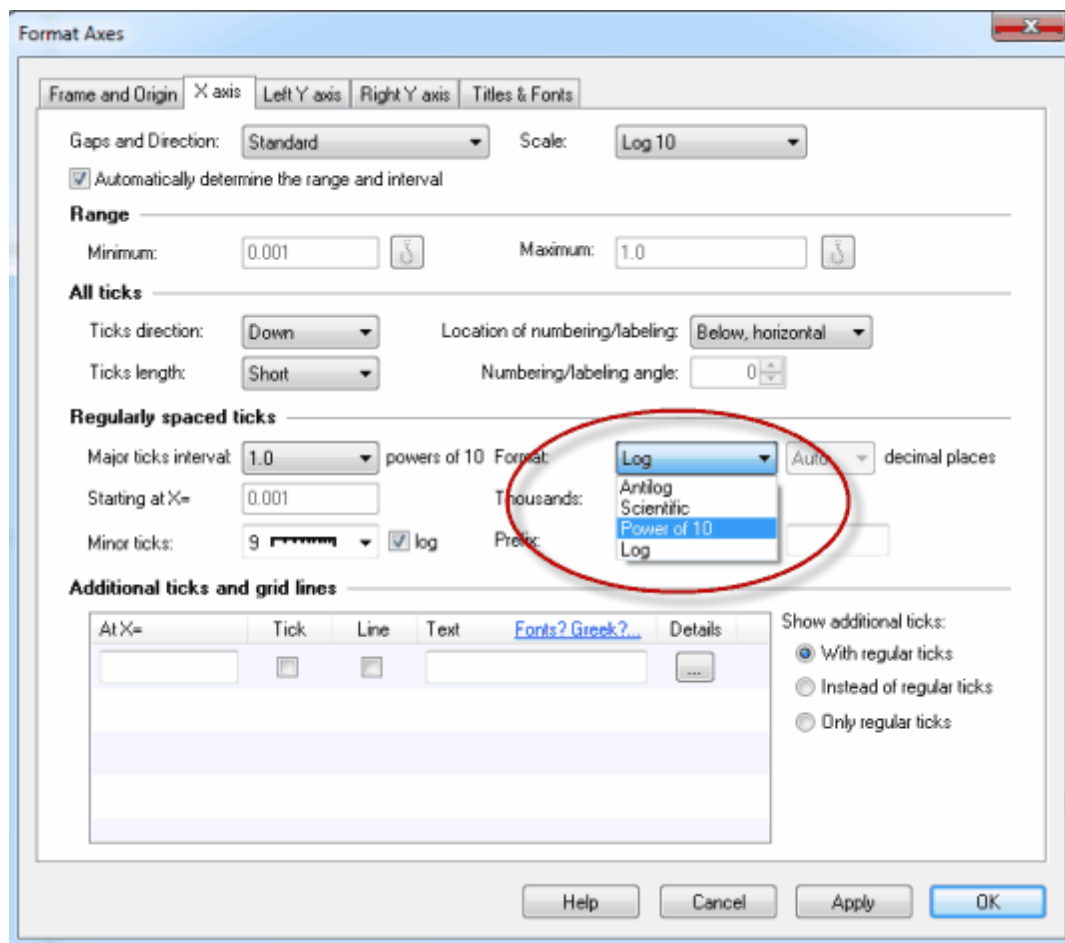 Format Axes
Frame and Origin X axis Left Y axis Right Y axis Titles & Fonts
Gaps and Direction: Standard Scale: Log 10
Automatically determine the range and interval
Range
Minimum: 0.001 Maximum: 1.0
All ticks
Ticks direction: Down Location of numbering/labeling: Below, horizontal
Ticks length: Short Numbering/labeling angle: 0
Regularly spaced ticks
Major ticks interval: 1.0 powers of 10 Format: Log Auto decimal places
Starting at X= 0.001 Thousands: Antilog
Scientific
Minor ticks: 9 log Prefix: Power of 10
Log
Additional ticks and grid lines
At X= Tick Line Text Fonts? Greek?... Details Show additional ticks:
... With regular ticks
Instead of regular ticks
Only regular ticks
Help Cancel Apply OK